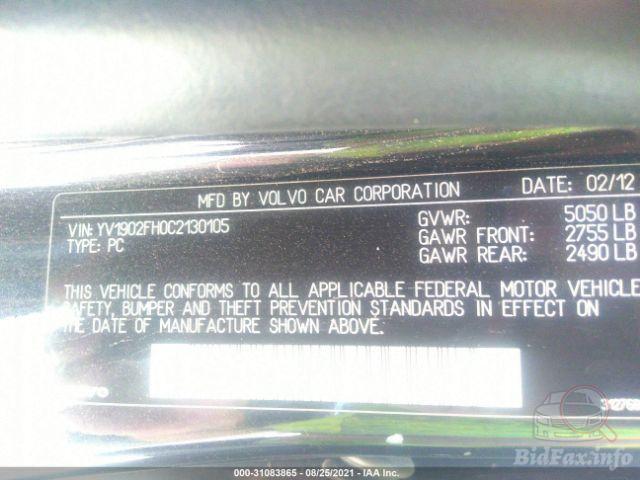 MFD BY VOLVO CAR CORPORATION DATE: 02/12
VIN: YV1902FH0C2130105 GVWR: 5050 LB
TYPE: PC GAWR FRONT: 2755 LB
GAWR REAR: 2490 LB
THIS VEHICLE CONFORMS TO ALL APPLICABLE FEDERAL MOTOR VEHICLE
SAFETY, BUMPER AND THEFT PREVENTION STANDARDS IN EFFECT ON
THE DATE OF MANUFACTURE SHOWN ABOVE.
000-31083865 - 08/25/2021 - IAA Inc.
BidFax.info